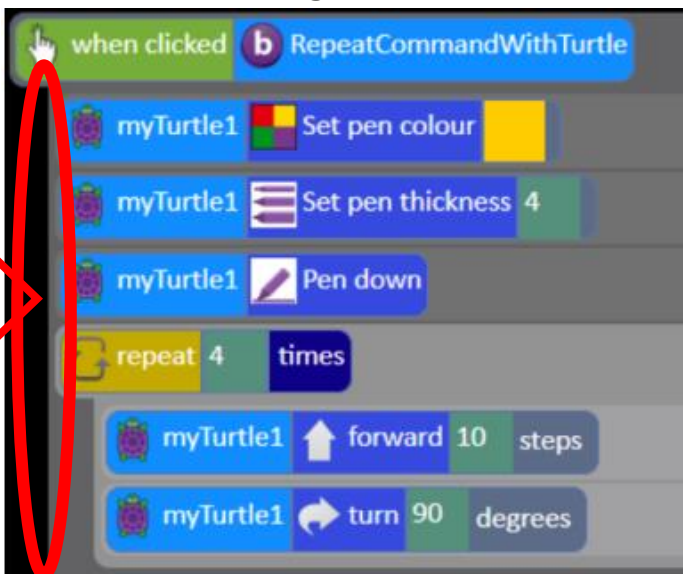 when clicked b RepeatCommandWithTurtle
myTurtle1 Set pen colour
myTurtle1 Set pen thickness 4
myTurtle1 Pen down
repeat 4 times
myTurtle1 forward 10 steps
myTurtle1 turn 90 degrees